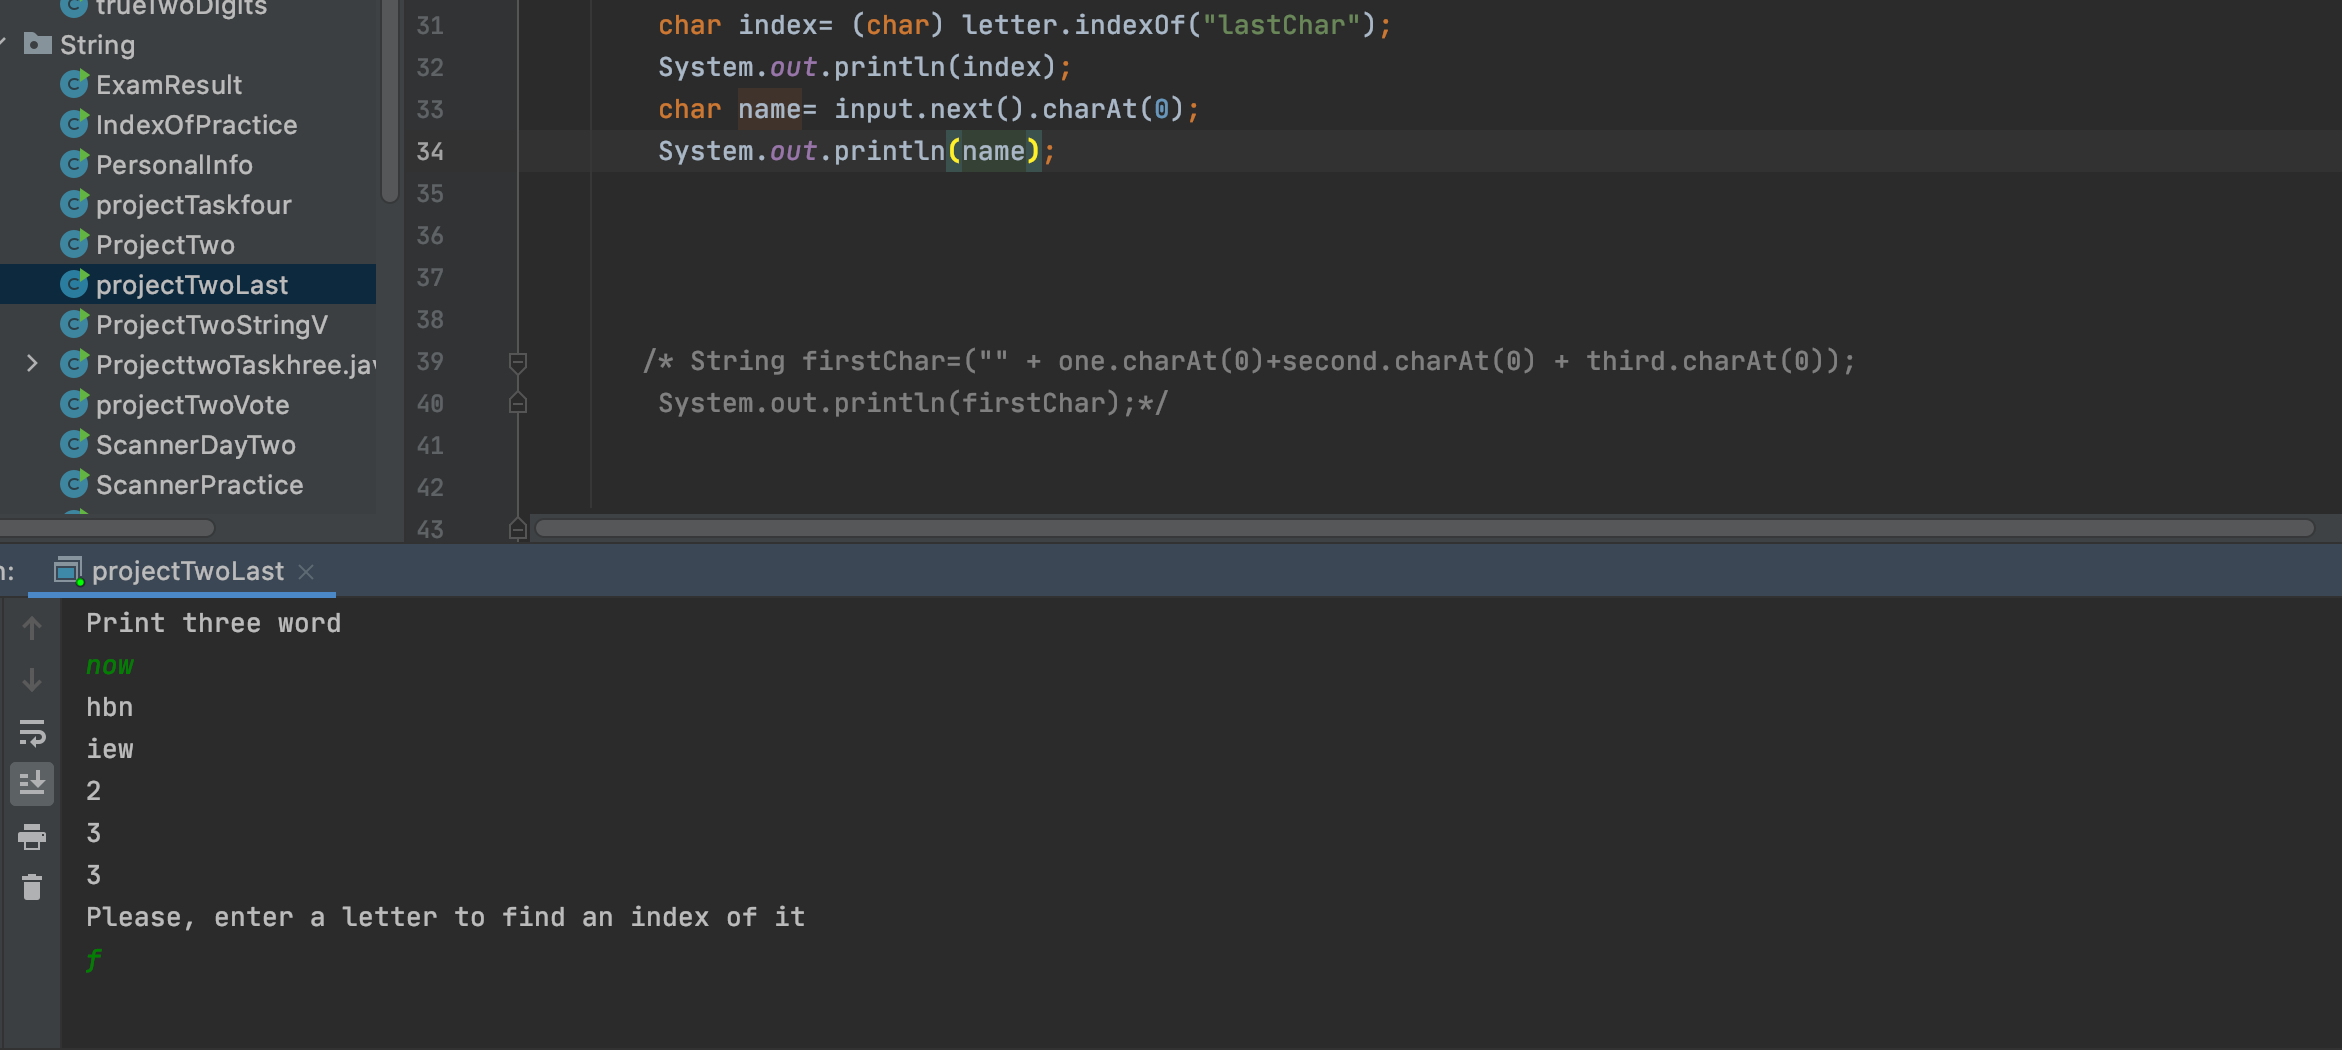 trueTwoDigits
String
ExamResult
IndexOfPractice
PersonalInfo
projectTaskfour
ProjectTwo
projectTwoLast
ProjectTwoStringV
ProjecttwoTaskhree.jav
projectTwoVote
ScannerDayTwo
ScannerPractice
31 char index= (char) letter.indexOf("lastChar");
32 System.out.println(index);
33 char name= input.next().charAt(0);
34 System.out.println(name);
35
36
37
38
39 /* String firstChar=("" + one.charAt(0)+second.charAt(0) + third.charAt(0));
40 System.out.println(firstChar);*/
41
42
43
n: projectTwoLast
Print three word
now
hbn
iew
2
3
3
Please, enter a letter to find an index of it
f